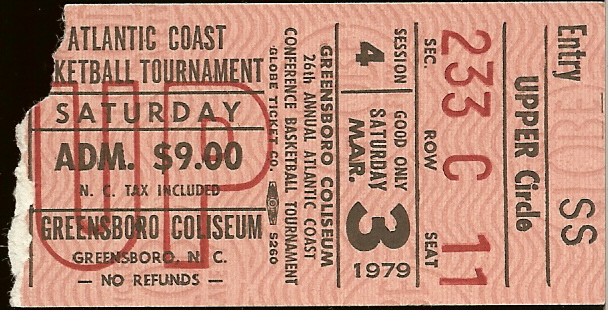 ATLANTIC COAST
KETBALL TOURNAMENT
SATURDAY
ADM. $9.00
N. C. TAX INCLUDED
GREENSBORO COLISEUM
GREENSBORO, N. C.
— NO REFUNDS —
UP
GLOBE TICKET CO. S260
GREENSBORO COLISEUM
26th ANNUAL ATLANTIC COAST
CONFERENCE BASKETBALL TOURNAMENT
SESSION
4
GOOD ONLY
SATURDAY
MAR.
3
1979
SEC. ROW SEAT
233 C 11
UPPER Circle
Entry SS